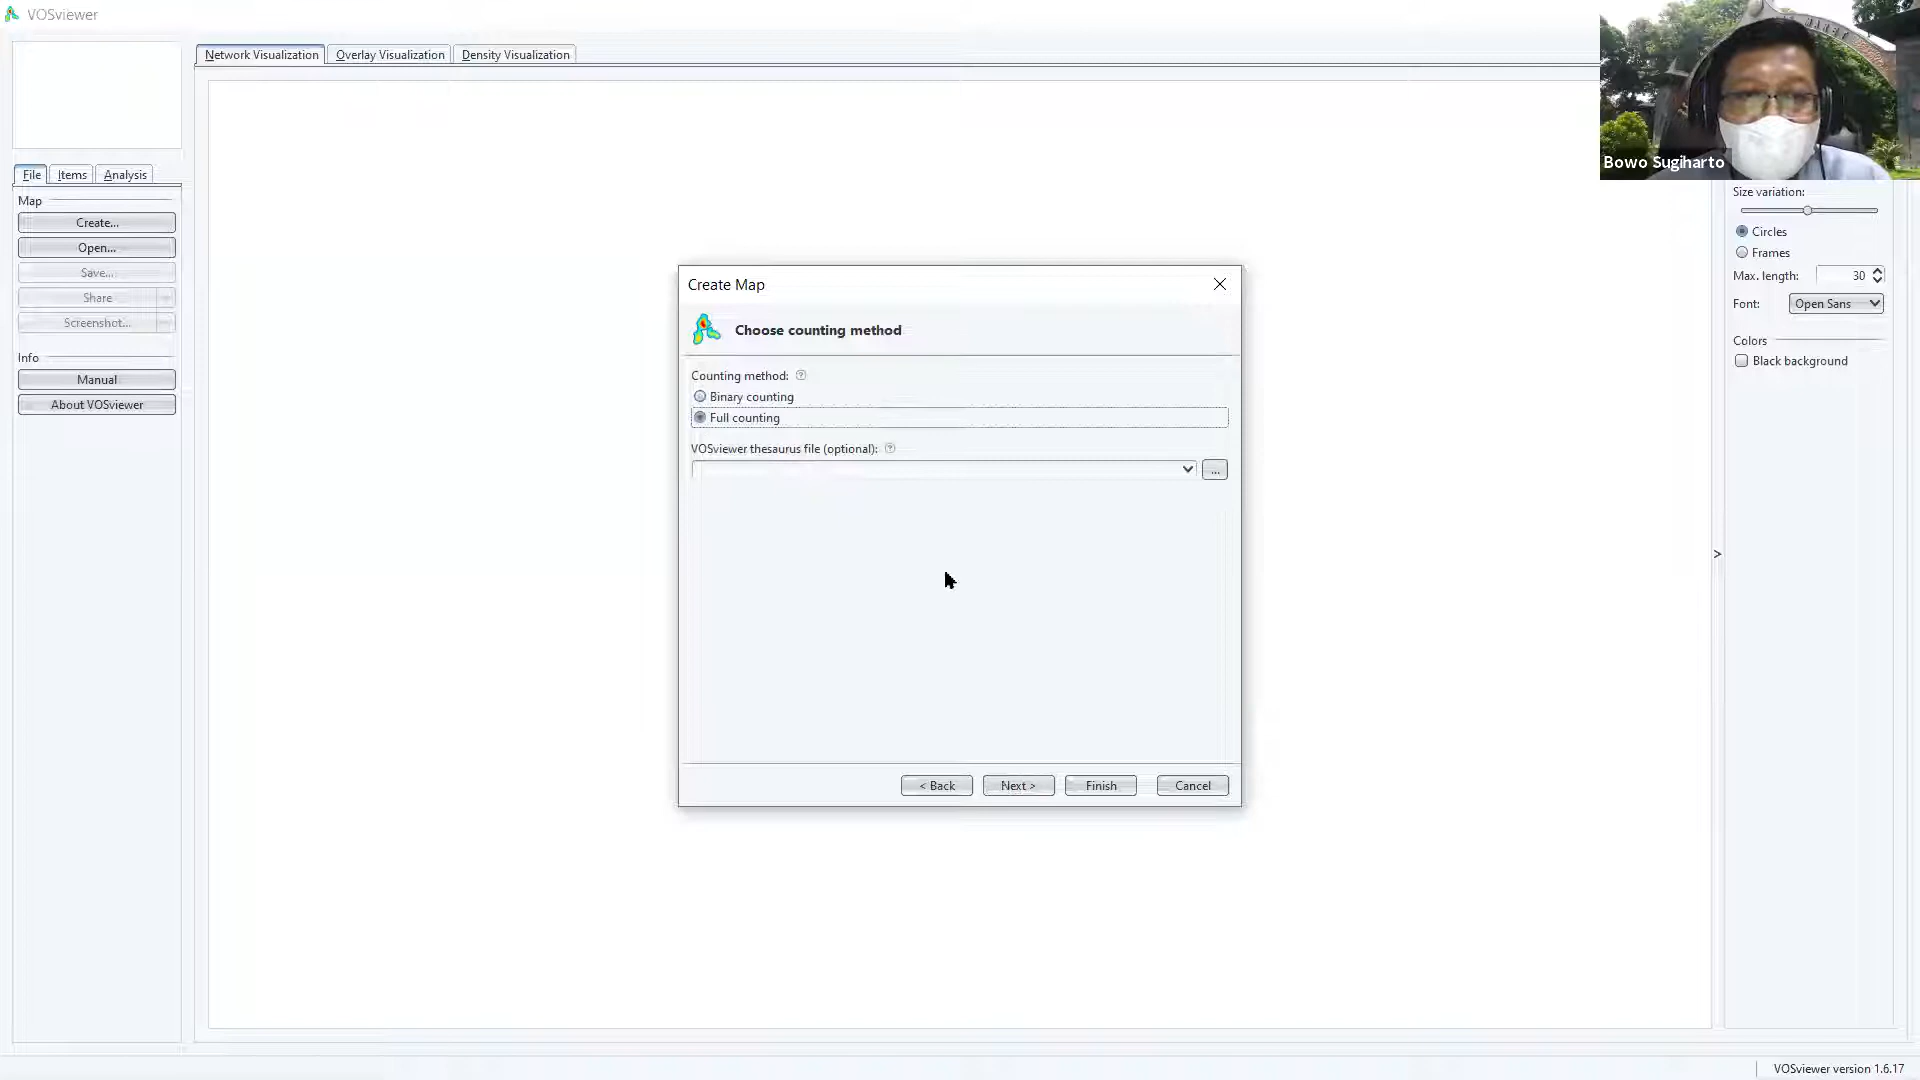 VOSviewer
Network Visualization
Overlay Visualization
Density Visualization
Bowo Sugiharto
File
Items
Analysis
Map
Create...
Open...
Save...
Share
Screenshot...
Info
Manual
About VOSviewer
Create Map
Choose counting method
Counting method:
Binary counting
Full counting
VOSviewer thesaurus file (optional):
...
< Back
Next >
Finish
Cancel
Size variation:
Circles
Frames
Max. length: 30
Font: Open Sans
Colors
Black background
>
VOSviewer version 1.6.17